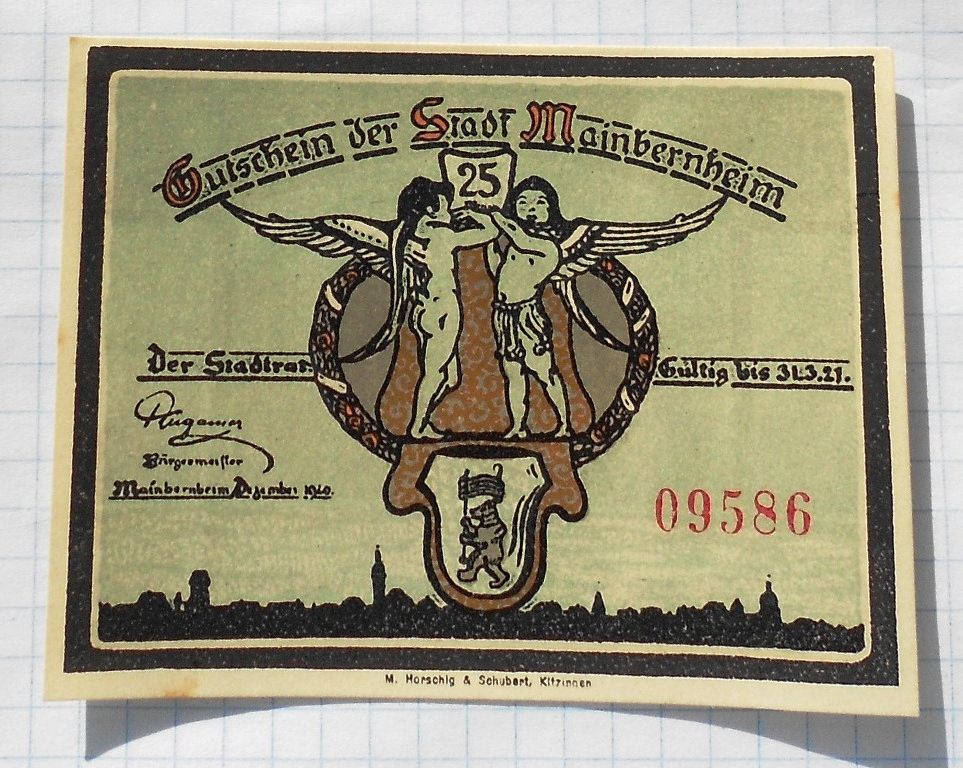 Gutschein der Stadt Mainbernheim
25
Der Stadtrat.
Gültig bis 31.3.21.
Bürgermeister
Mainbernheim, Dezember 1920.
09586
M. Horschig & Schubert, Kitzingen